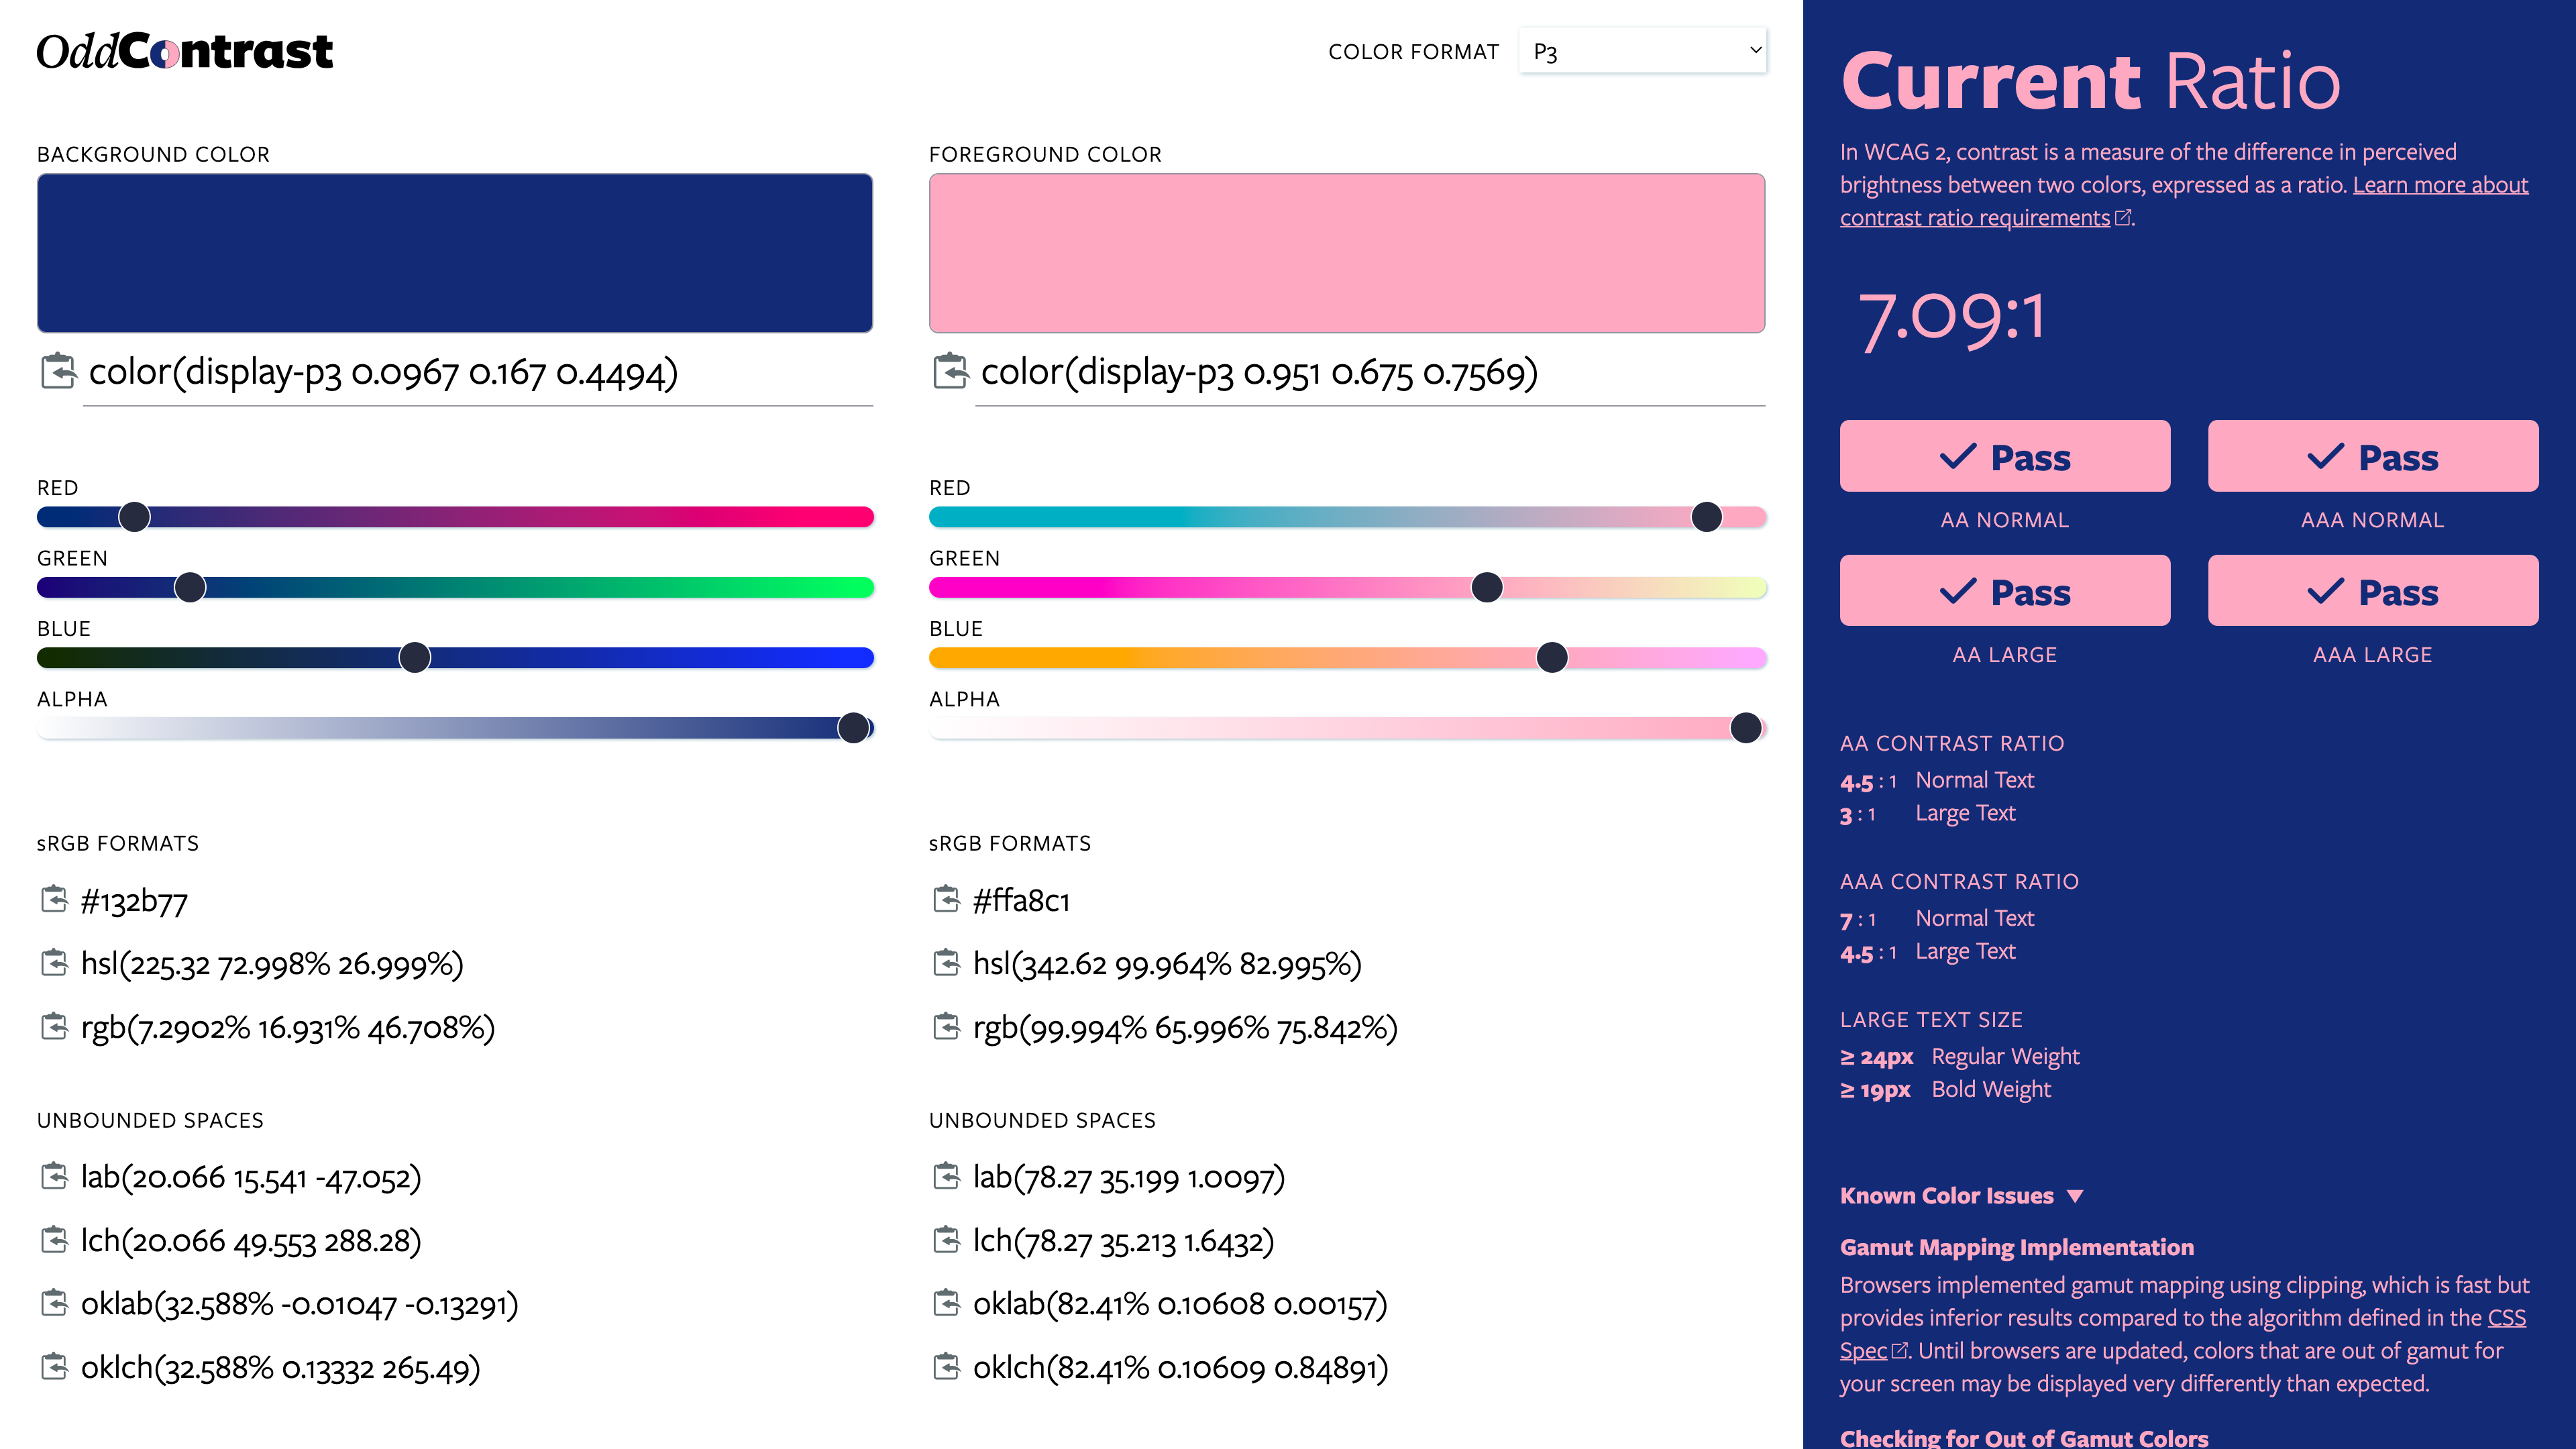 OddContrast
COLOR FORMAT
P3
BACKGROUND COLOR
color(display-p3 0.0967 0.167 0.4494)
RED
GREEN
BLUE
ALPHA
sRGB FORMATS
#132b77
hsl(225.32 72.998% 26.999%)
rgb(7.2902% 16.931% 46.708%)
UNBOUNDED SPACES
lab(20.066 15.541 -47.052)
lch(20.066 49.553 288.28)
oklab(32.588% -0.01047 -0.13291)
oklch(32.588% 0.13332 265.49)
FOREGROUND COLOR
color(display-p3 0.951 0.675 0.7569)
RED
GREEN
BLUE
ALPHA
sRGB FORMATS
#ffa8c1
hsl(342.62 99.964% 82.995%)
rgb(99.994% 65.996% 75.842%)
UNBOUNDED SPACES
lab(78.27 35.199 1.0097)
lch(78.27 35.213 1.6432)
oklab(82.41% 0.10608 0.00157)
oklch(82.41% 0.10609 0.84891)
Current Ratio
In WCAG 2, contrast is a measure of the difference in perceived
brightness between two colors, expressed as a ratio. Learn more about
contrast ratio requirements.
7.09:1
Pass
AA NORMAL
Pass
AAA NORMAL
Pass
AA LARGE
Pass
AAA LARGE
AA CONTRAST RATIO
4.5 : 1 Normal Text
3 : 1 Large Text
AAA CONTRAST RATIO
7 : 1 Normal Text
4.5 : 1 Large Text
LARGE TEXT SIZE
≥ 24px Regular Weight
≥ 19px Bold Weight
Known Color Issues
Gamut Mapping Implementation
Browsers implemented gamut mapping using clipping, which is fast but
provides inferior results compared to the algorithm defined in the CSS
Spec. Until browsers are updated, colors that are out of gamut for
your screen may be displayed very differently than expected.
Checking for Out of Gamut Colors